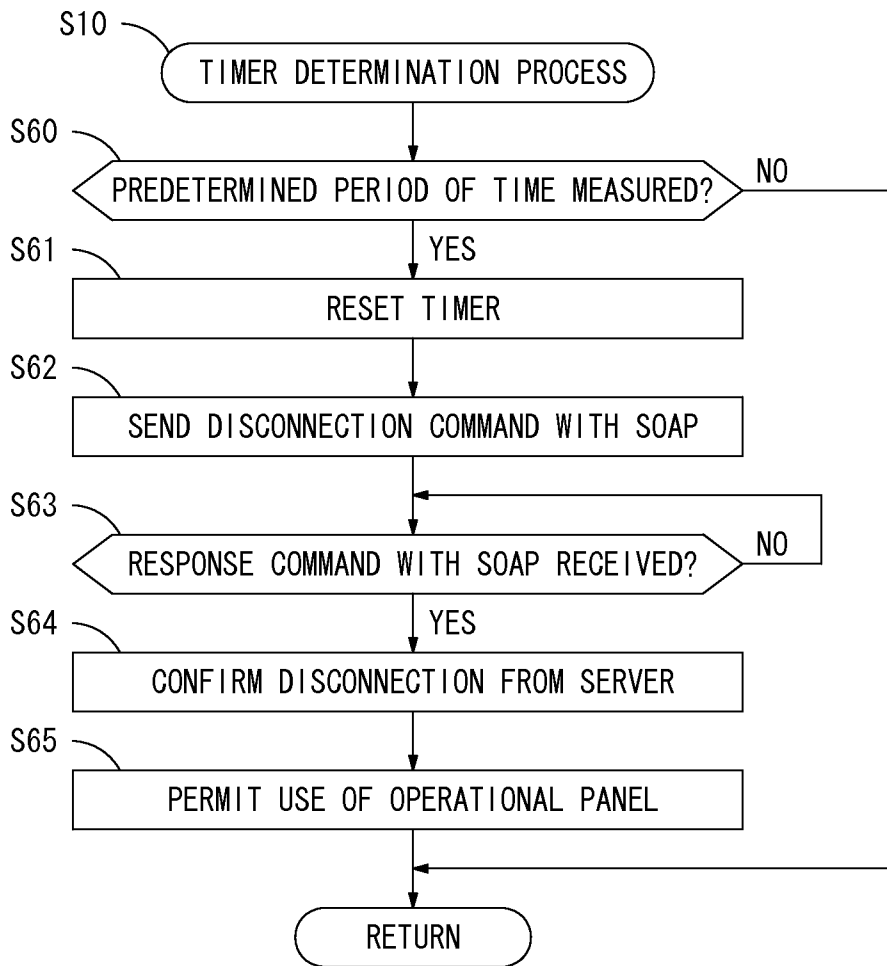 S10
TIMER DETERMINATION PROCESS
S60
PREDETERMINED PERIOD OF TIME MEASURED?
NO
YES
S61
RESET TIMER
S62
SEND DISCONNECTION COMMAND WITH SOAP
S63
RESPONSE COMMAND WITH SOAP RECEIVED?
NO
YES
S64
CONFIRM DISCONNECTION FROM SERVER
S65
PERMIT USE OF OPERATIONAL PANEL
RETURN